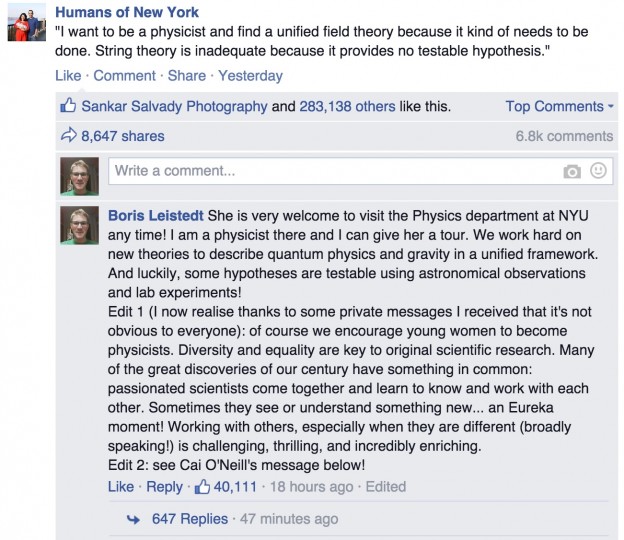 Humans of New York
"I want to be a physicist and find a unified field theory because it kind of needs to be
done. String theory is inadequate because it provides no testable hypothesis."
Like · Comment · Share · Yesterday
Sankar Salvady Photography and 283,138 others like this. Top Comments
8,647 shares 6.8k comments
Write a comment...
Boris Leistedt She is very welcome to visit the Physics department at NYU
any time! I am a physicist there and I can give her a tour. We work hard on
new theories to describe quantum physics and gravity in a unified framework.
And luckily, some hypotheses are testable using astronomical observations
and lab experiments!
Edit 1 (I now realise thanks to some private messages I received that it's not
obvious to everyone): of course we encourage young women to become
physicists. Diversity and equality are key to original scientific research. Many
of the great discoveries of our century have something in common:
passionated scientists come together and learn to know and work with each
other. Sometimes they see or understand something new... an Eureka
moment! Working with others, especially when they are different (broadly
speaking!) is challenging, thrilling, and incredibly enriching.
Edit 2: see Cai O'Neill's message below!
Like · Reply · 40,111 · 18 hours ago · Edited
647 Replies · 47 minutes ago